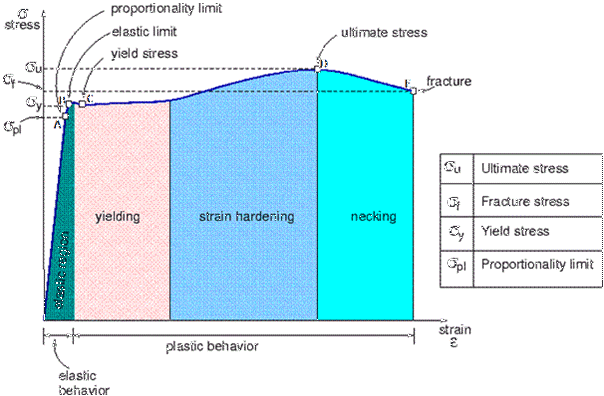 σ
stress
proportionality limit
elastic limit
yield stress
ultimate stress
σu
σf
σy
σpl
A
B
C
D
E
fracture
elastic region
yielding
strain hardening
necking
σu Ultimate stress
σf Fracture stress
σy Yield stress
σpl Proportionality limit
strain
ε
plastic behavior
elastic
behavior